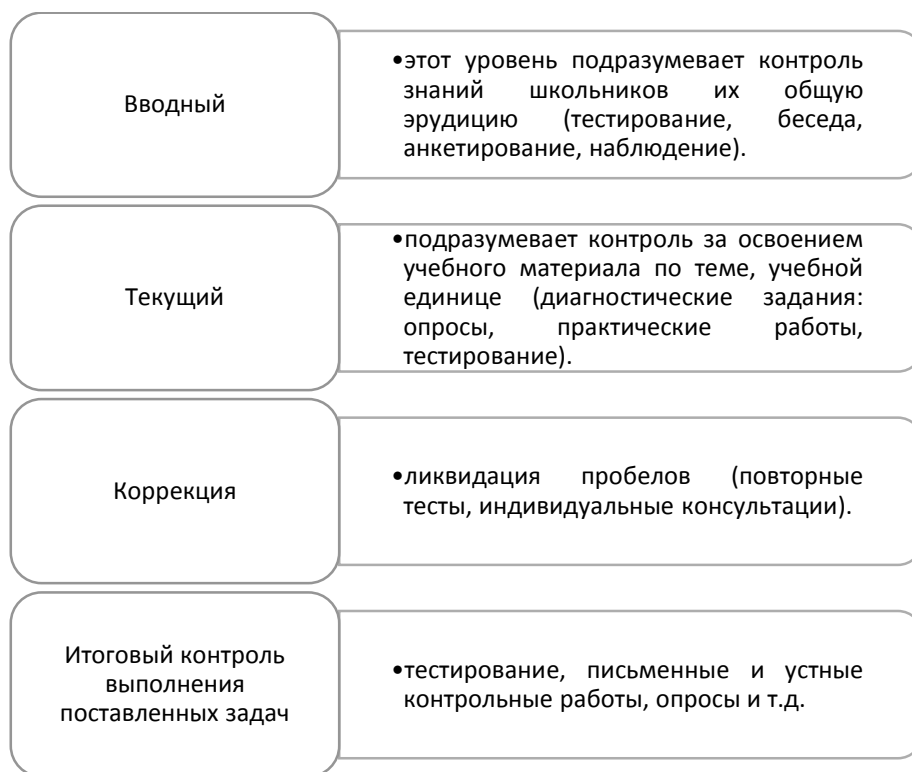 Вводный
•этот уровень подразумевает контроль
знаний школьников их общую
эрудицию (тестирование, беседа,
анкетирование, наблюдение).
Текущий
•подразумевает контроль за освоением
учебного материала по теме, учебной
единице (диагностические задания:
опросы, практические работы,
тестирование).
Коррекция
•ликвидация пробелов (повторные
тесты, индивидуальные консультации).
Итоговый контроль
выполнения
поставленных задач
•тестирование, письменные и устные
контрольные работы, опросы и т.д.